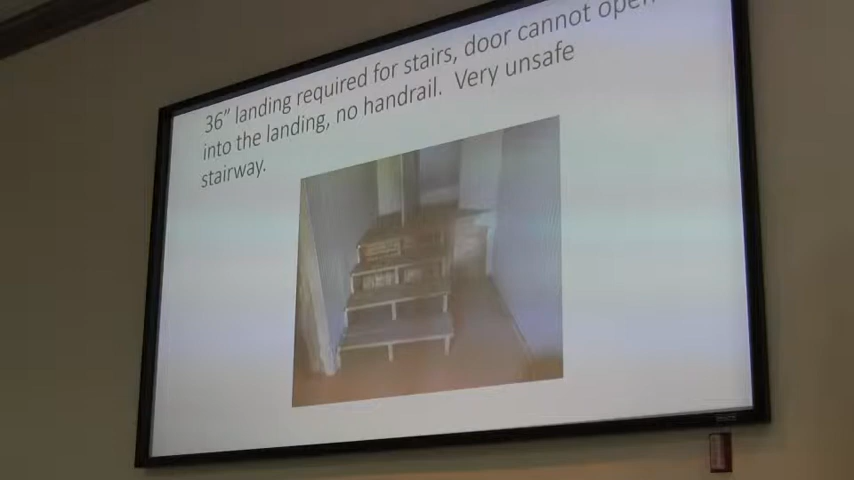 36" landing required for stairs, door cannot open
into the landing, no handrail. Very unsafe
stairway.